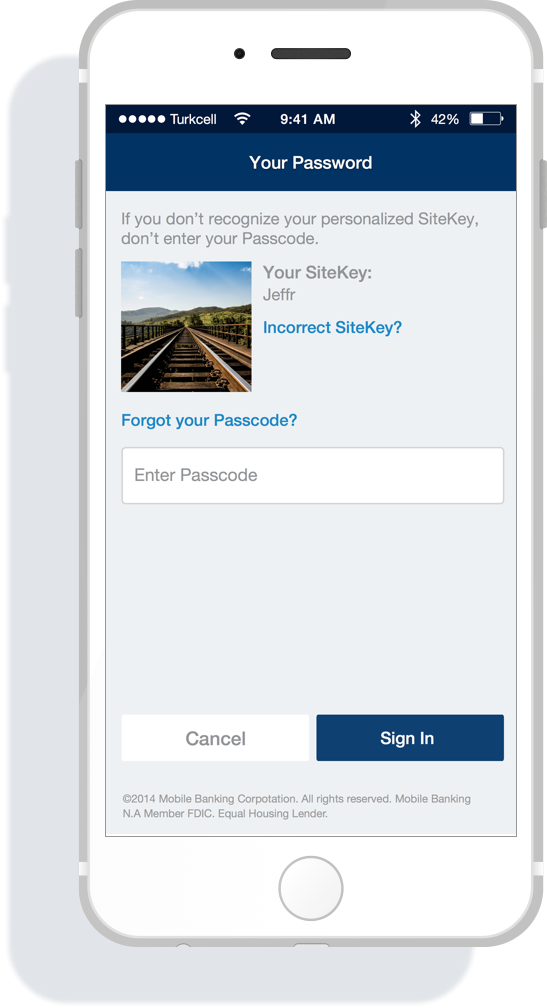 Turkcell 9:41 AM 42%
Your Password
If you don’t recognize your personalized SiteKey,
don’t enter your Passcode.
Your SiteKey:
Jeffr
Incorrect SiteKey?
Forgot your Passcode?
Enter Passcode
Cancel Sign In
©2014 Mobile Banking Corpotation. All rights reserved. Mobile Banking
N.A Member FDIC. Equal Housing Lender.